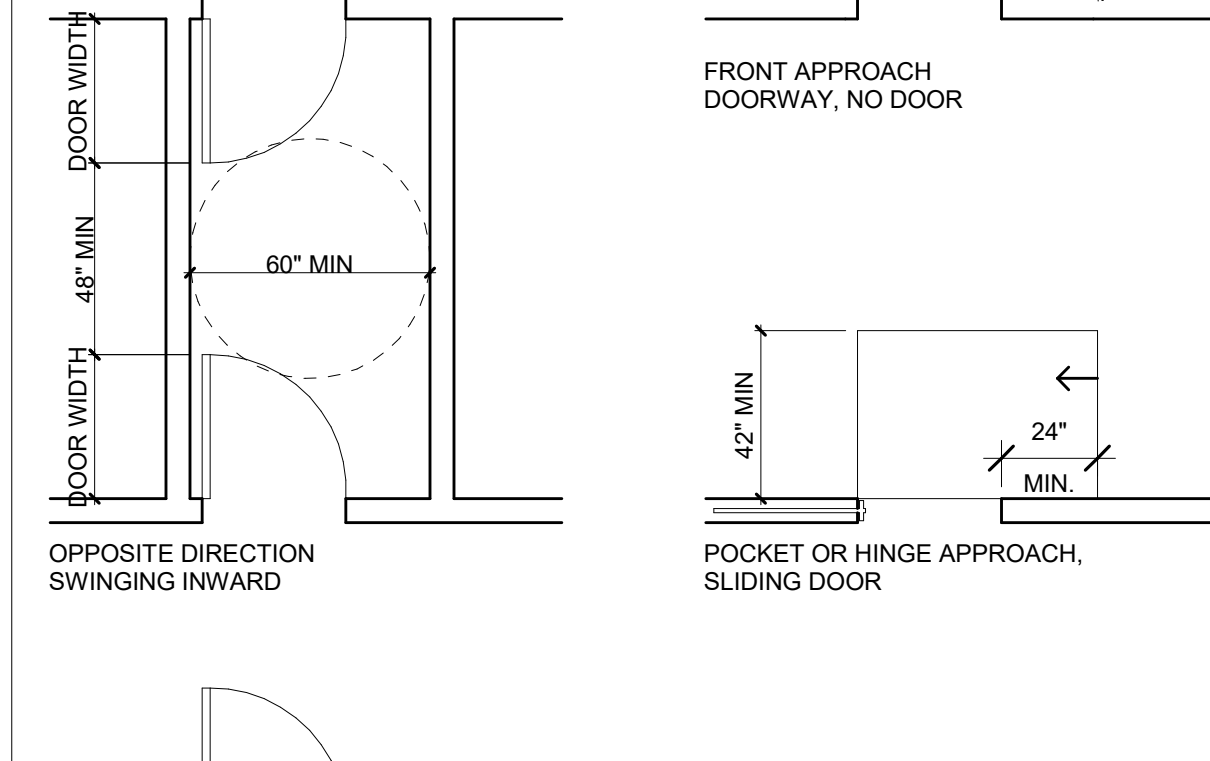 DOOR WIDTH
48" MIN
DOOR WIDTH
60" MIN
OPPOSITE DIRECTION
SWINGING INWARD
FRONT APPROACH
DOORWAY, NO DOOR
42" MIN
24"
MIN.
POCKET OR HINGE APPROACH,
SLIDING DOOR